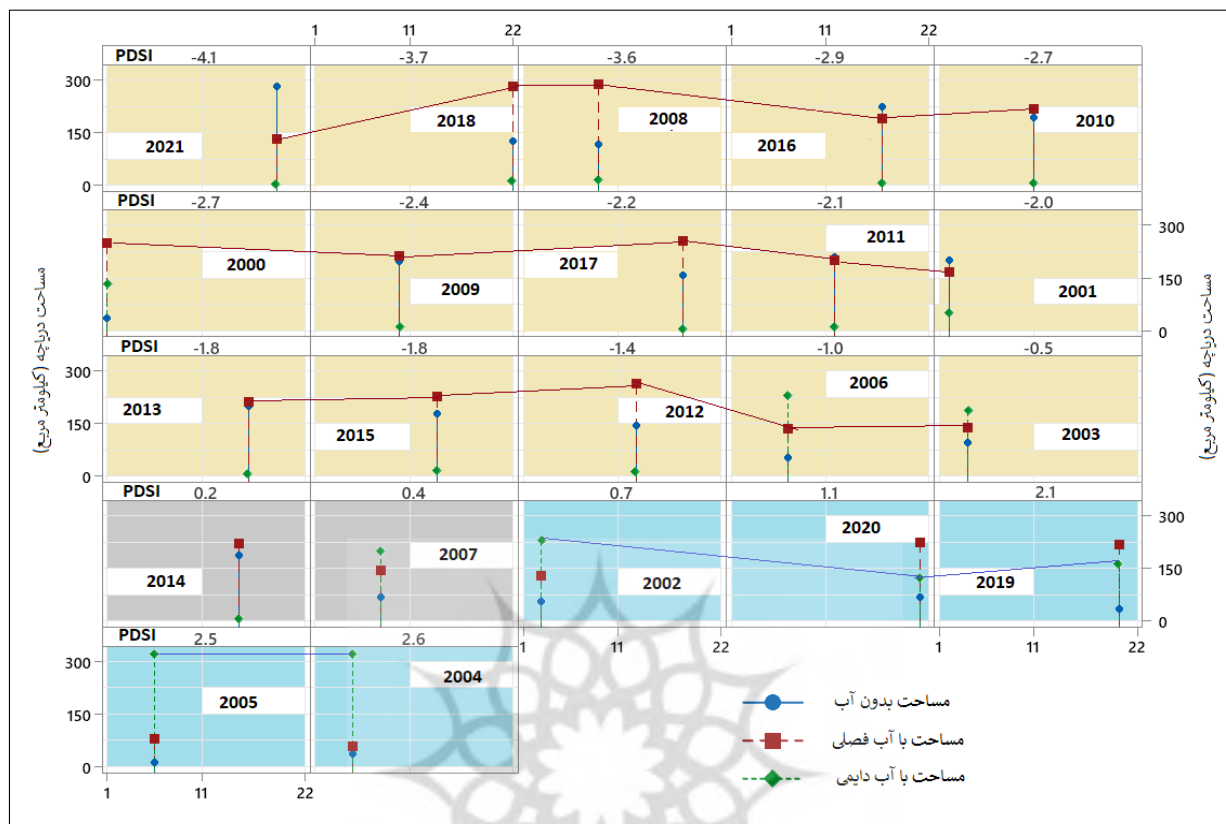 1 11 22 1 11 22
PDSI -4.1 -3.7 -3.6 -2.9 -2.7
300
150
0
2021 2018 2008 2016 2010
PDSI -2.7 -2.4 -2.2 -2.1 -2.0
300
150
0
2000 2009 2017 2011 2001
PDSI -1.8 -1.8 -1.4 -1.0 -0.5
300
150
0
2013 2015 2012 2006 2003
PDSI 0.2 0.4 0.7 1.1 2.1
300
150
0
2014 2007 2002 2020 2019
PDSI 2.5 2.6
1 11 22 1 11 22
300
150
0
2005 2004
1 11 22
مساحت دریاچه (کیلومتر مربع)
مساحت دریاچه (کیلومتر مربع)
مساحت بدون آب
مساحت با آب فصلی
مساحت با آب دایمی